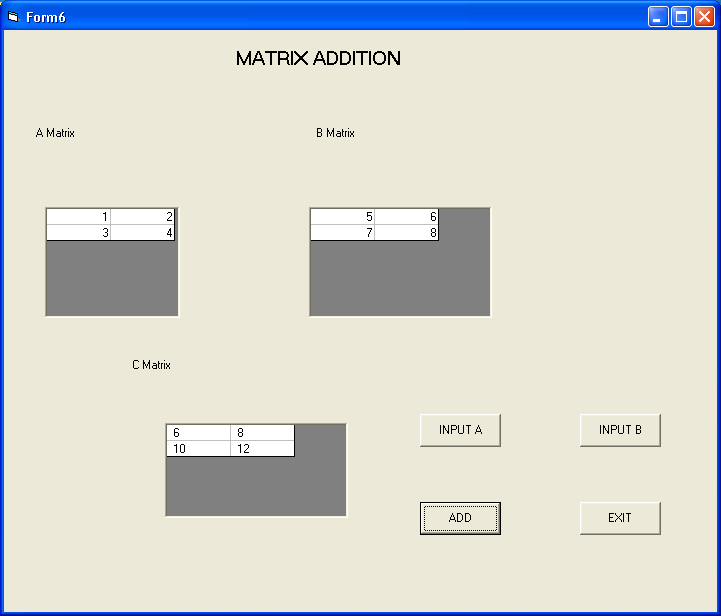 Form6
MATRIX ADDITION
A Matrix B Matrix
1 2 5 6
3 4 7 8
C Matrix
6 8
10 12
INPUT A INPUT B
ADD EXIT